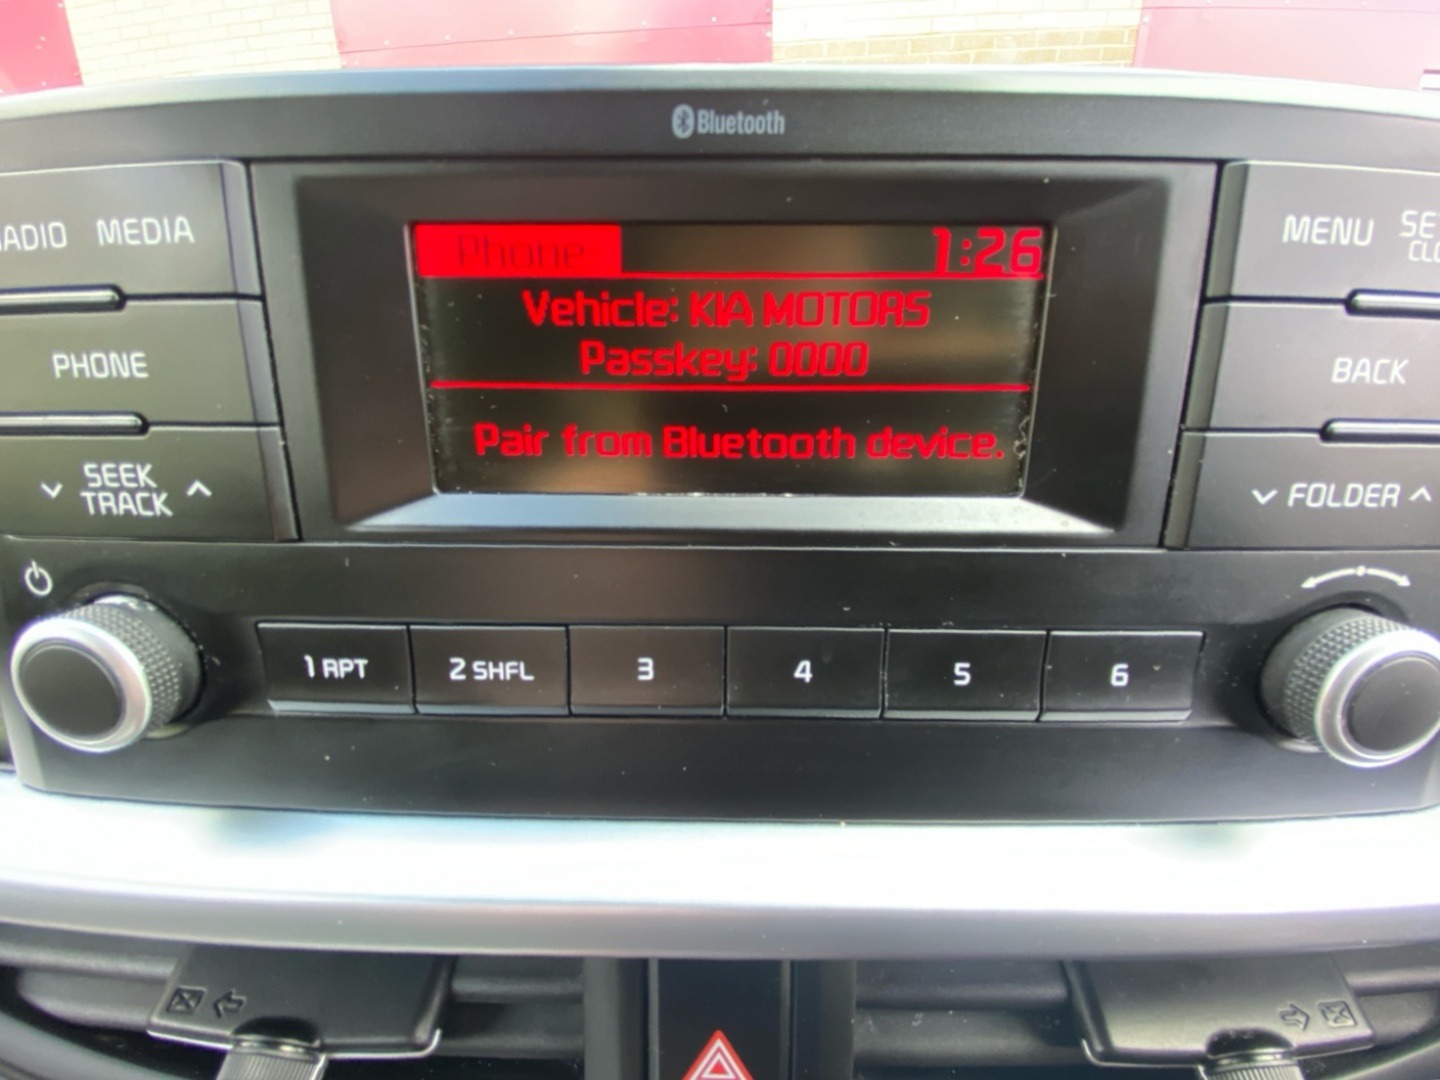 Bluetooth
MEDIA
PHONE
SEEK
TRACK
Phone
1:26
Vehicle: KIA MOTORS
Passkey: 0000
Pair from Bluetooth device.
MENU
BACK
FOLDER
1 RPT
2 SHFL
3
4
5
6